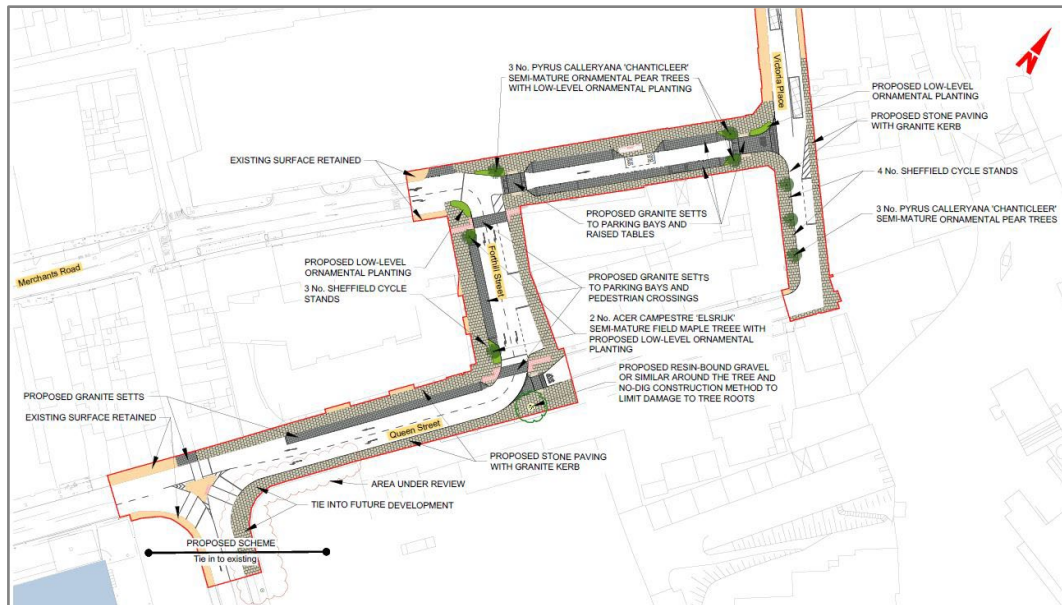 3 No. PYRUS CALLERYANA 'CHANTICLEER'
SEMI-MATURE ORNAMENTAL PEAR TREES
WITH LOW-LEVEL ORNAMENTAL PLANTING
Victoria Place
N
PROPOSED LOW-LEVEL
ORNAMENTAL PLANTING
PROPOSED STONE PAVING
WITH GRANITE KERB
EXISTING SURFACE RETAINED
4 No. SHEFFIELD CYCLE STANDS
3 No. PYRUS CALLERYANA 'CHANTICLEER'
SEMI-MATURE ORNAMENTAL PEAR TREES
PROPOSED GRANITE SETTS
TO PARKING BAYS AND
RAISED TABLES
Merchants Road
PROPOSED LOW-LEVEL
ORNAMENTAL PLANTING
3 No. SHEFFIELD CYCLE
STANDS
Forthill Street
PROPOSED GRANITE SETTS
TO PARKING BAYS AND
PEDESTRIAN CROSSINGS
2 No. ACER CAMPESTRE 'ELSRIJK'
SEMI-MATURE FIELD MAPLE TREEE WITH
PROPOSED LOW-LEVEL ORNAMENTAL
PLANTING
PROPOSED RESIN-BOUND GRAVEL
OR SIMILAR AROUND THE TREE AND
NO-DIG CONSTRUCTION METHOD TO
LIMIT DAMAGE TO TREE ROOTS
PROPOSED GRANITE SETTS
EXISTING SURFACE RETAINED
Queen Street
PROPOSED STONE PAVING
WITH GRANITE KERB
AREA UNDER REVIEW
TIE INTO FUTURE DEVELOPMENT
PROPOSED SCHEME
Tie in to existing